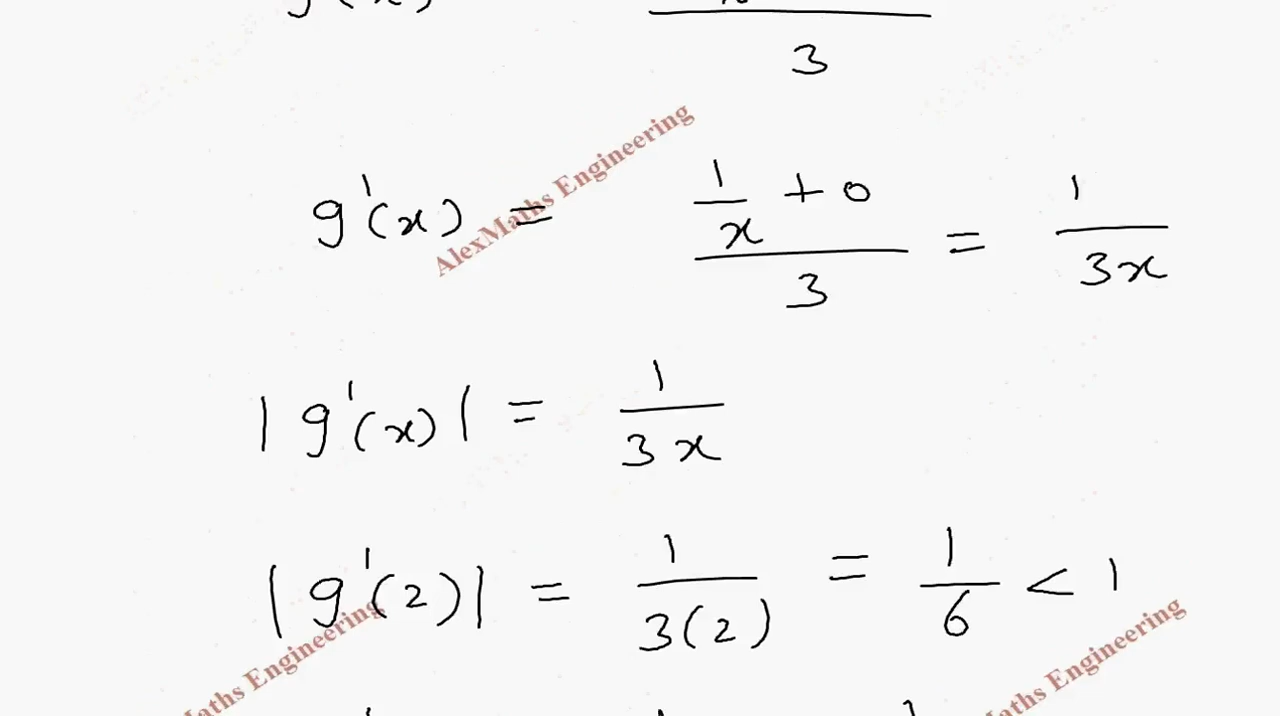 3
g'(x) = (1/x + 0)/3 = 1/3x
|g'(x)| = 1/3x
|g'(2)| = 1/3(2) = 1/6 < 1
AlexMaths Engineering
Maths Engineering
Maths Engineering